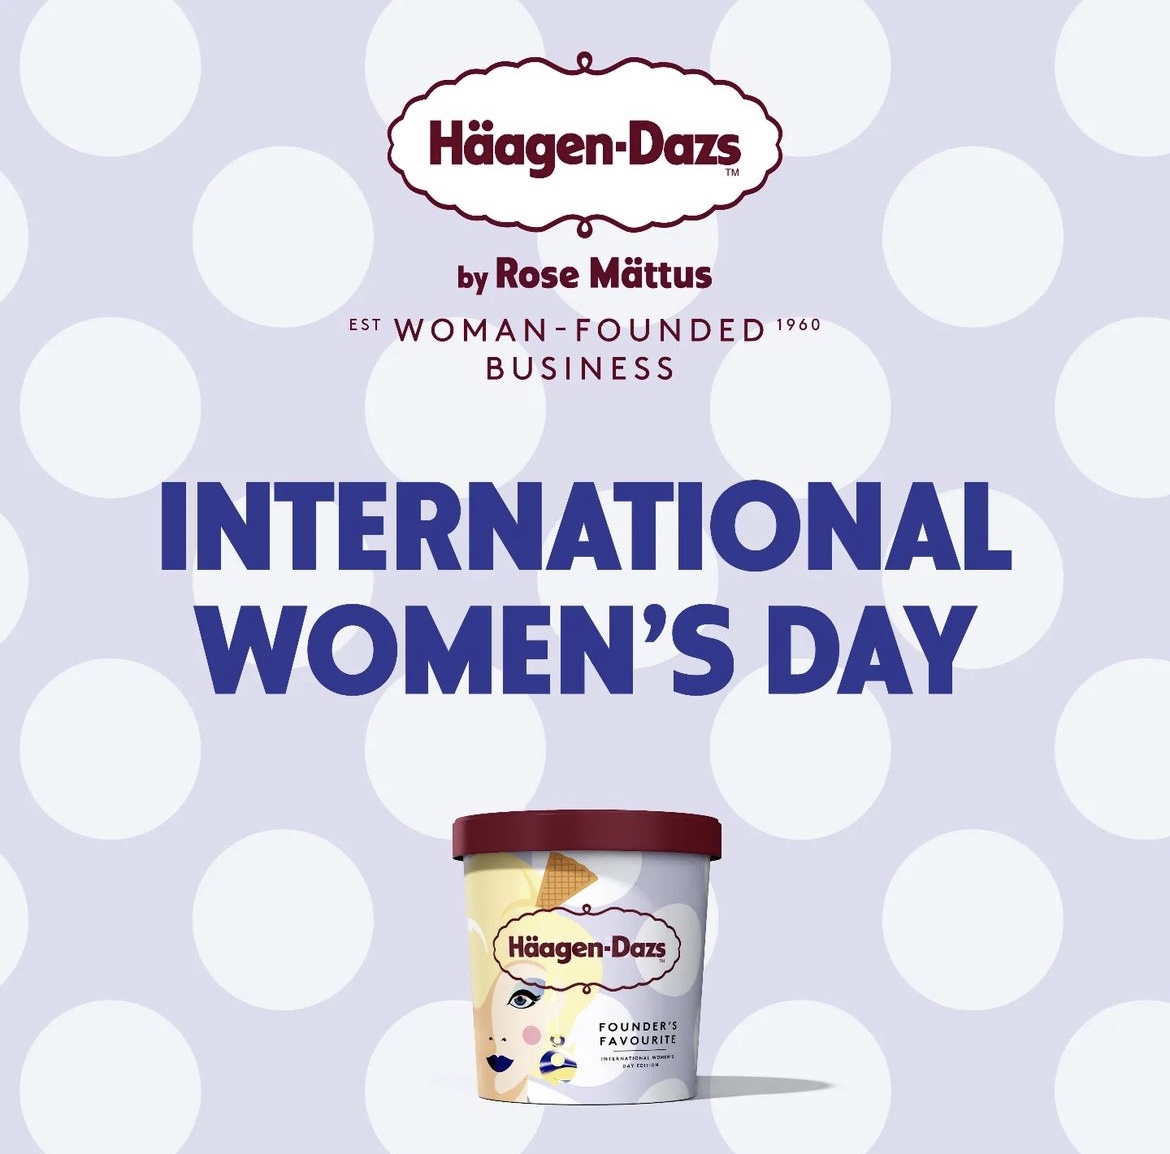 Häagen-Dazs
TM
by Rose Mättus
EST WOMAN-FOUNDED 1960
BUSINESS
INTERNATIONAL
WOMEN’S DAY
Häagen-Dazs
TM
FOUNDER'S
FAVOURITE
INTERNATIONAL WOMEN'S
DAY EDITION